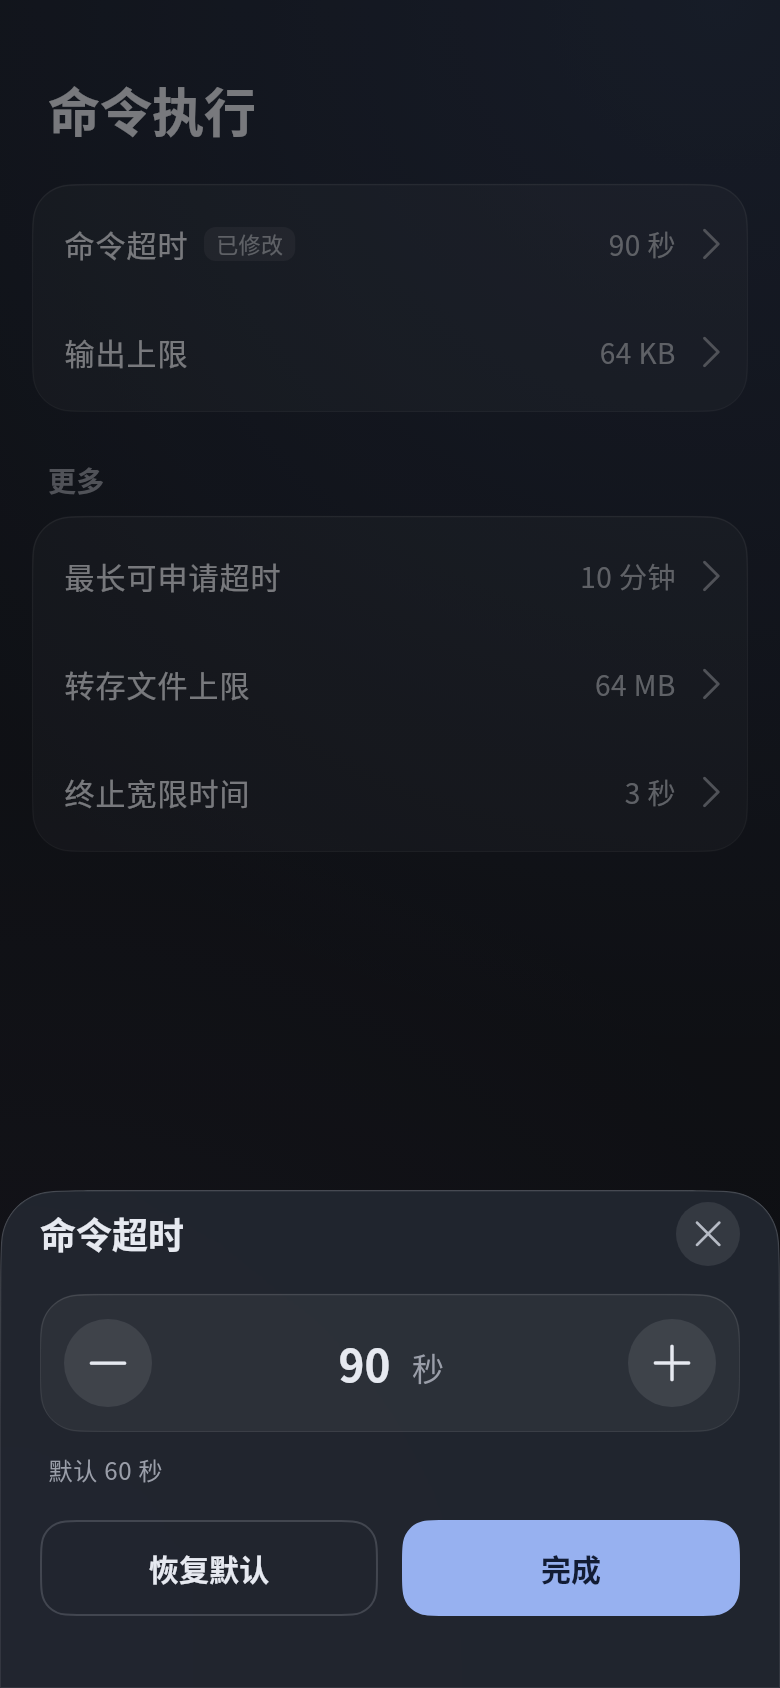 命令执行
命令超时 已修改 90 秒
输出上限 64 KB
更多
最长可申请超时 10 分钟
转存文件上限 64 MB
终止宽限时间 3 秒
命令超时
90 秒
默认 60 秒
恢复默认 完成